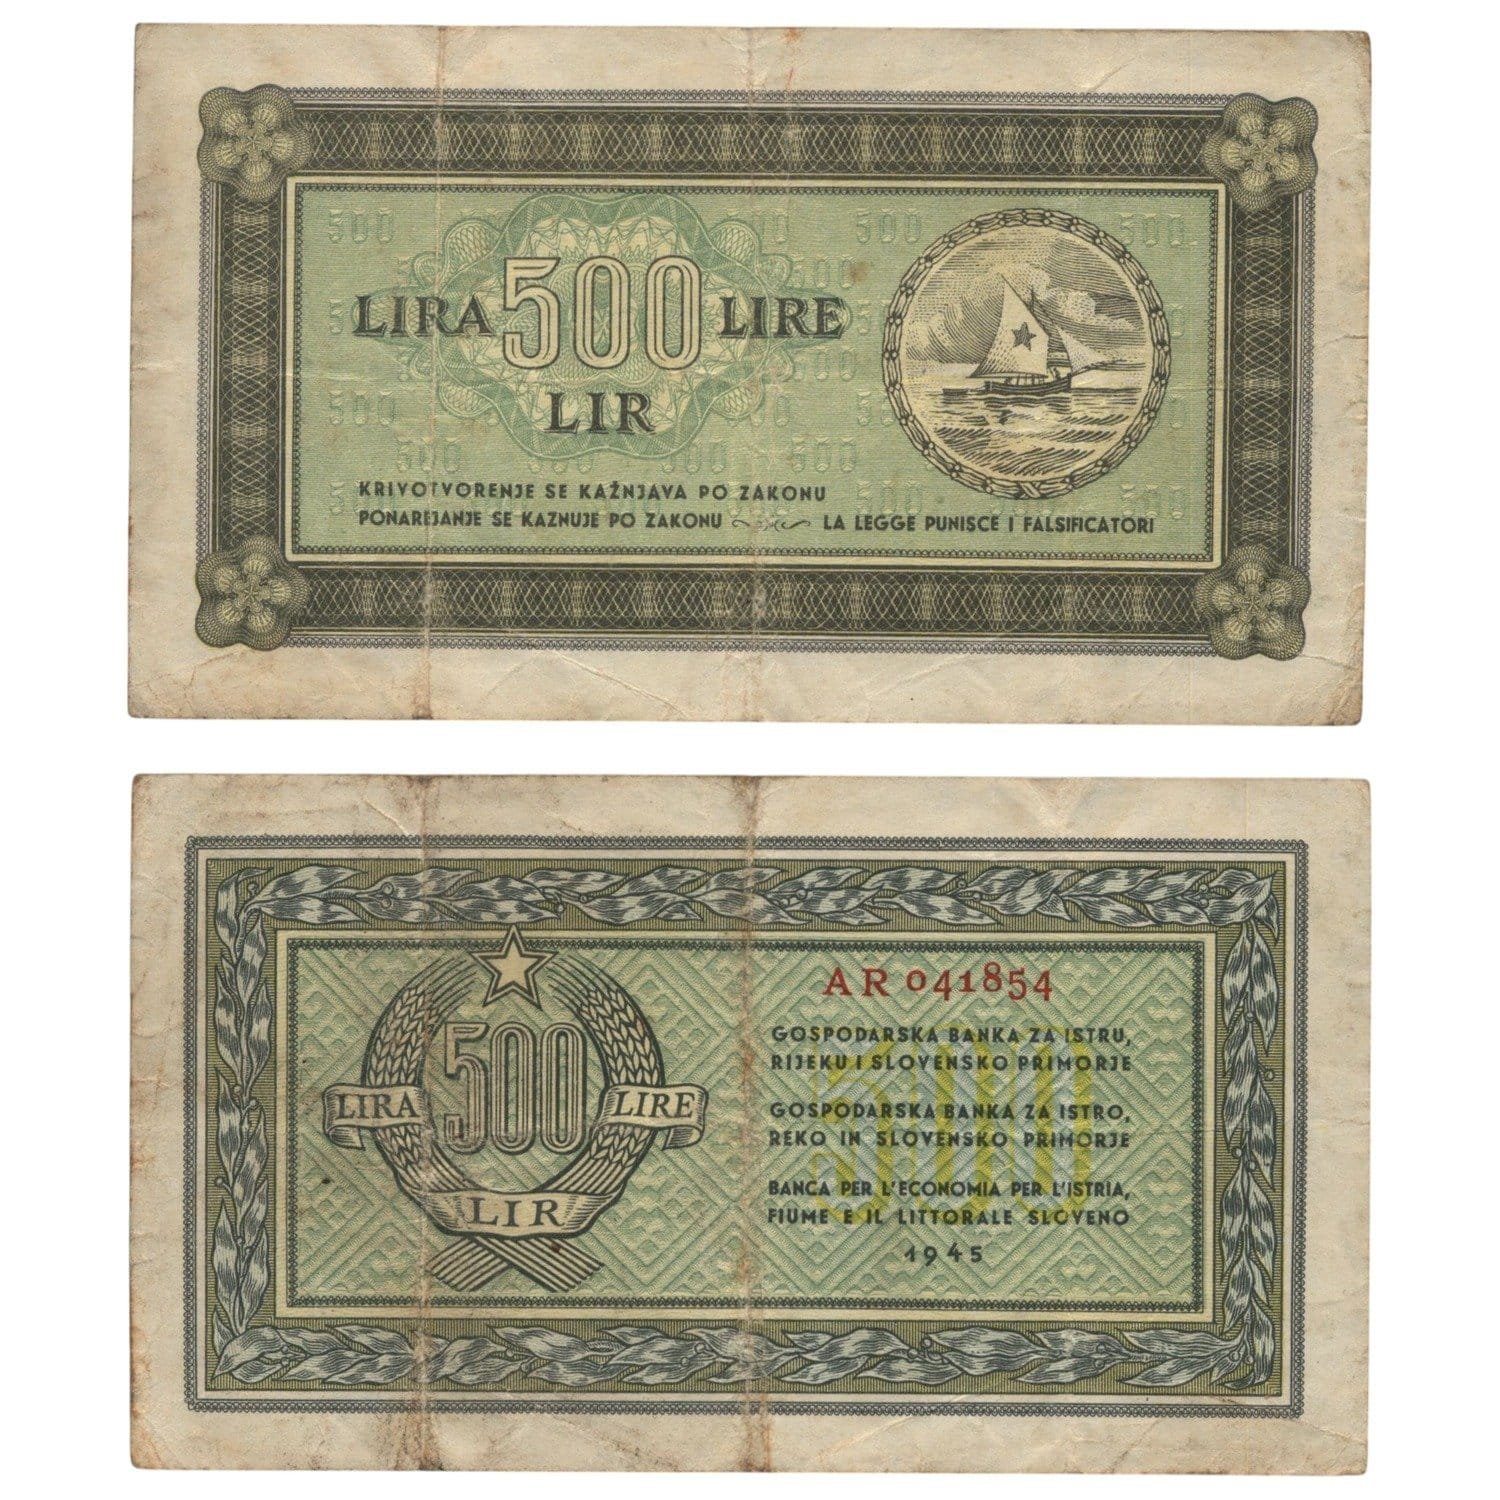 LIRA 500 LIRE
LIR
KRIVOTVORENJE SE KAŽNJAVA PO ZAKONU
PONAREJANJE SE KAZNUJE PO ZAKONU LA LEGGE PUNISCE I FALSIFICATORI
500
LIRA LIRE
LIR
AR 041854
GOSPODARSKA BANKA ZA ISTRU,
RIJEKU I SLOVENSKO PRIMORJE
GOSPODARSKA BANKA ZA ISTRO,
REKO IN SLOVENSKO PRIMORJE
BANCA PER L'ECONOMIA PER L'ISTRIA,
FIUME E IL LITTORALE SLOVENO
1945
500